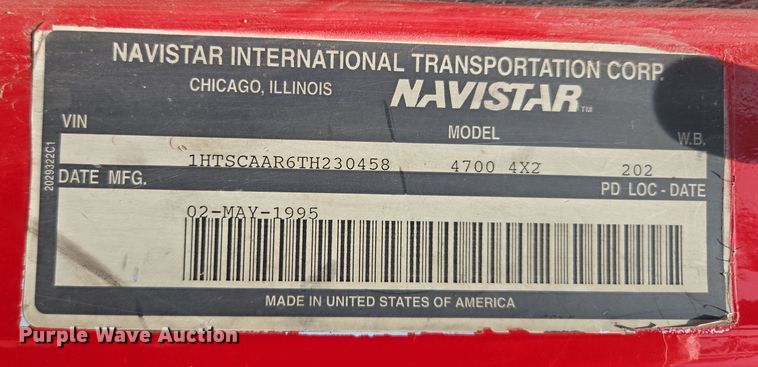 NAVISTAR INTERNATIONAL TRANSPORTATION CORP.
CHICAGO, ILLINOIS NAVISTAR™
VIN MODEL W.B.
1HTSCAAR6TH230458 4700 4X2 202
DATE MFG. PD LOC - DATE
02-MAY-1995
MADE IN UNITED STATES OF AMERICA
2029322C1
Purple Wave Auction